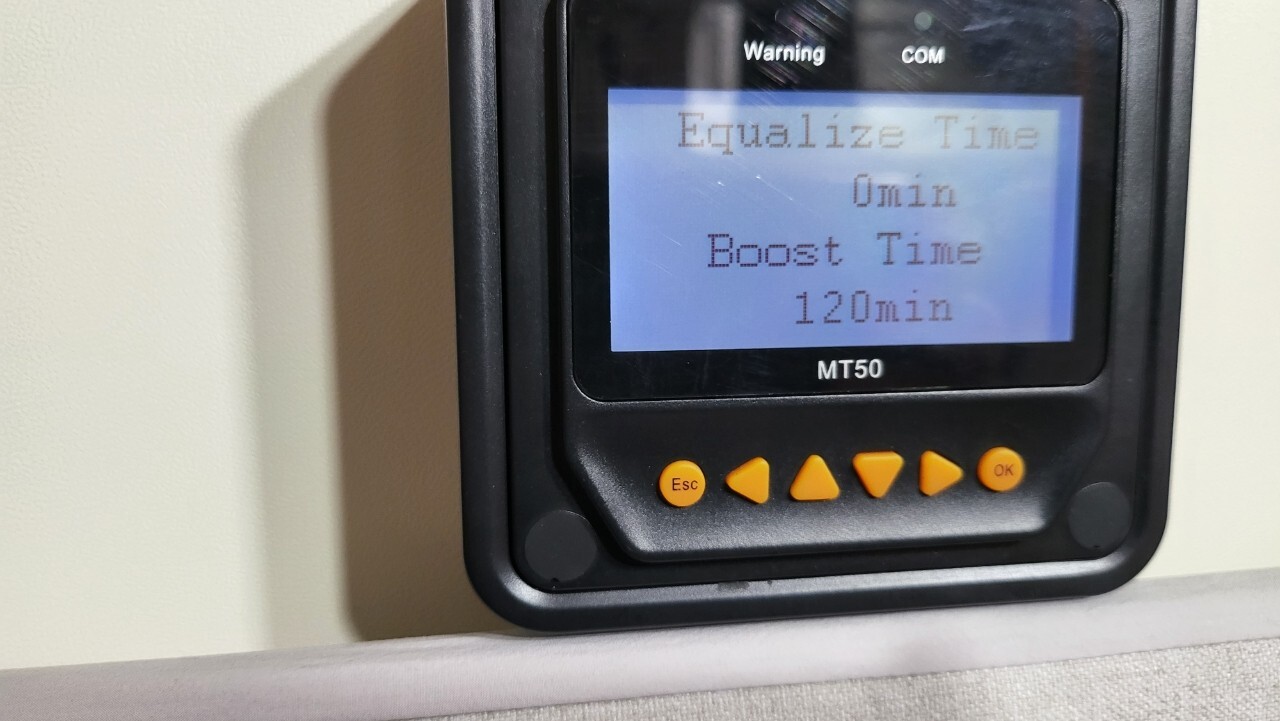 Warning COM
Equalize Time
0min
Boost Time
120min
MT50
Esc OK